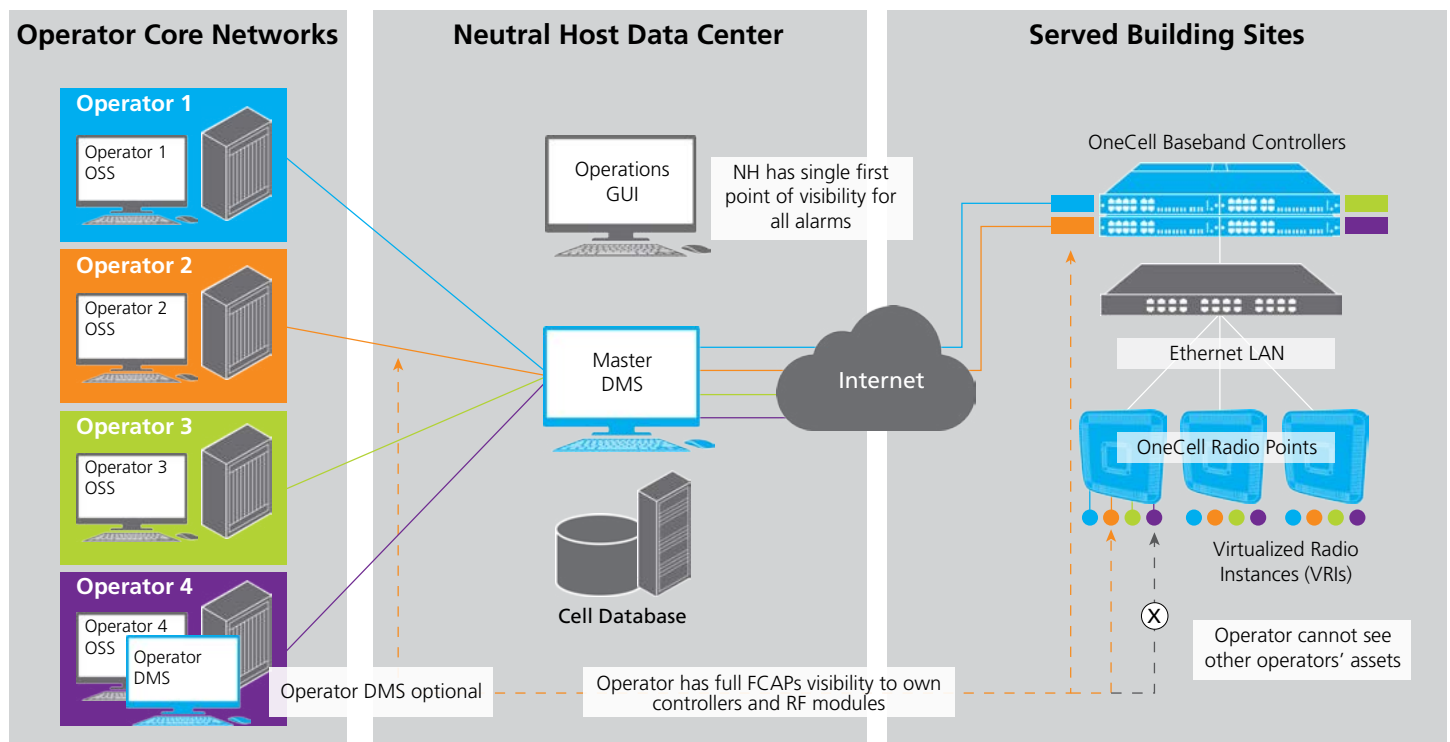 Operator Core Networks
Operator 1
Operator 1
OSS
Operator 2
Operator 2
OSS
Operator 3
Operator 3
OSS
Operator 4
Operator 4
OSS
Operator
DMS
Operator DMS optional
Neutral Host Data Center
Operations
GUI
NH has single first
point of visibility for
all alarms
Master
DMS
Internet
Cell Database
Operator has full FCAPs visibility to own
controllers and RF modules
Served Building Sites
OneCell Baseband Controllers
Ethernet LAN
OneCell Radio Points
Virtualized Radio
Instances (VRIs)
X
Operator cannot see
other operators’ assets